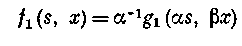 f₁(s, x) = α⁻¹g₁(αs, βx)